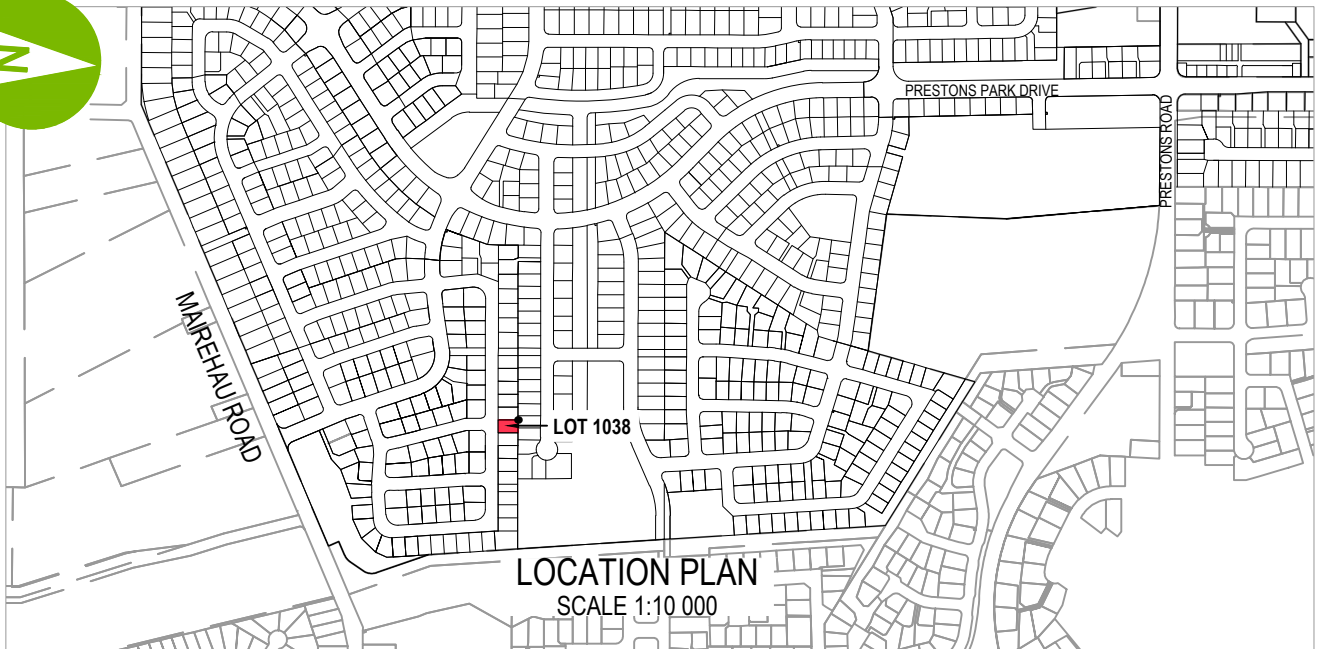 N
PRESTONS PARK DRIVE
PRESTONS ROAD
MAIREHAU ROAD
LOT 1038
LOCATION PLAN
SCALE 1:10 000